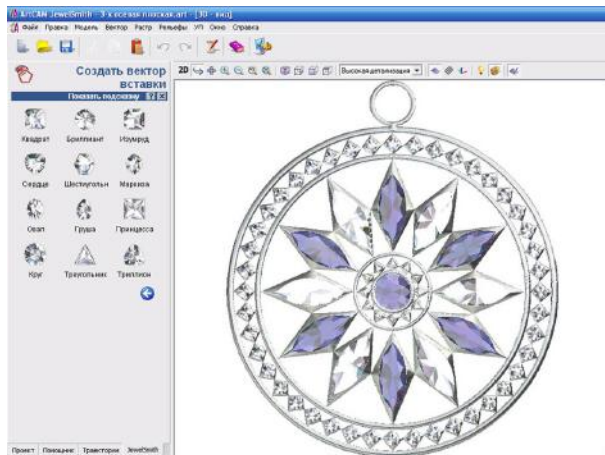 ArtCAM JewelSmith - 3-х осевая плоская.art - [3D - вид]
Файл Правка Модель Вектор Растр Рельефы УП Окно Справка
Создать вектор
вставки
Показать подсказку
2D Высокая детализация
Квадрат Бриллиант Изумруд
Сердце Шестиугольн Маркиза
Овал Груша Принцесса
Круг Треугольник Триллион
Проект Помощник Траектории JewelSmith